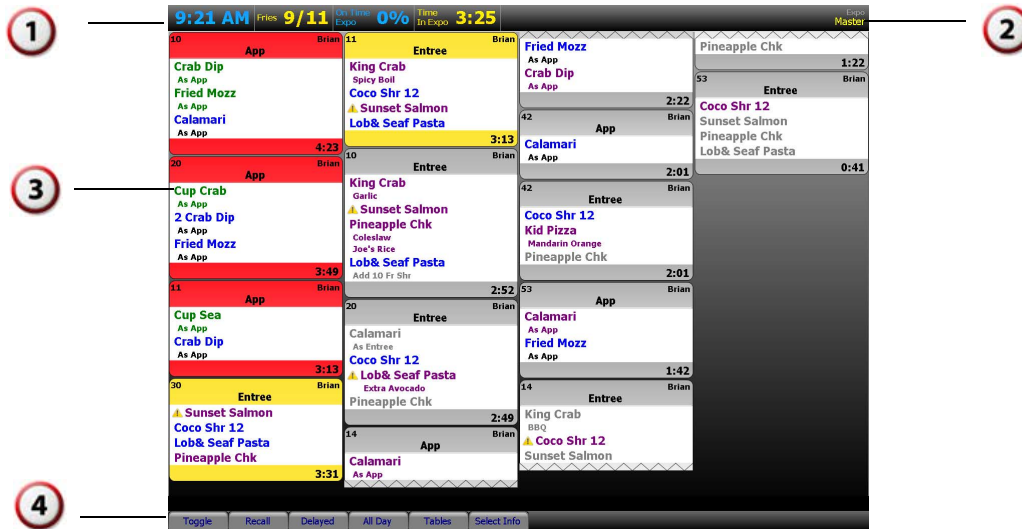 1
9:21 AM Fries 9/11 On Time Expo 0% Time In Expo 3:25
Expo
Master
2
10 Brian
App
Crab Dip
As App
Fried Mozz
As App
Calamari
As App
4:23
3
20 Brian
App
Cup Crab
As App
2 Crab Dip
As App
Fried Mozz
As App
3:49
11 Brian
App
Cup Sea
As App
Crab Dip
As App
3:13
30 Brian
Entree
Sunset Salmon
Coco Shr 12
Lob& Seaf Pasta
Pineapple Chk
3:31
11 Brian
Entree
King Crab
Spicy Boil
Coco Shr 12
Sunset Salmon
Lob& Seaf Pasta
3:13
10 Brian
Entree
King Crab
Garlic
Sunset Salmon
Pineapple Chk
Coleslaw
Joe's Rice
Lob& Seaf Pasta
Add 10 Fr Shr
2:52
20 Brian
Entree
Calamari
As Entree
Coco Shr 12
Lob& Seaf Pasta
Extra Avocado
Pineapple Chk
2:49
14 Brian
App
Calamari
As App
Fried Mozz
As App
Crab Dip
As App
2:22
42 Brian
App
Calamari
As App
2:01
42 Brian
Entree
Coco Shr 12
Kid Pizza
Mandarin Orange
Pineapple Chk
2:01
53 Brian
App
Calamari
As App
Fried Mozz
As App
1:42
14 Brian
Entree
King Crab
BBQ
Coco Shr 12
Sunset Salmon
Pineapple Chk
1:22
53 Brian
Entree
Coco Shr 12
Sunset Salmon
Pineapple Chk
Lob& Seaf Pasta
0:41
4
Toggle Recall Delayed All Day Tables Select Info